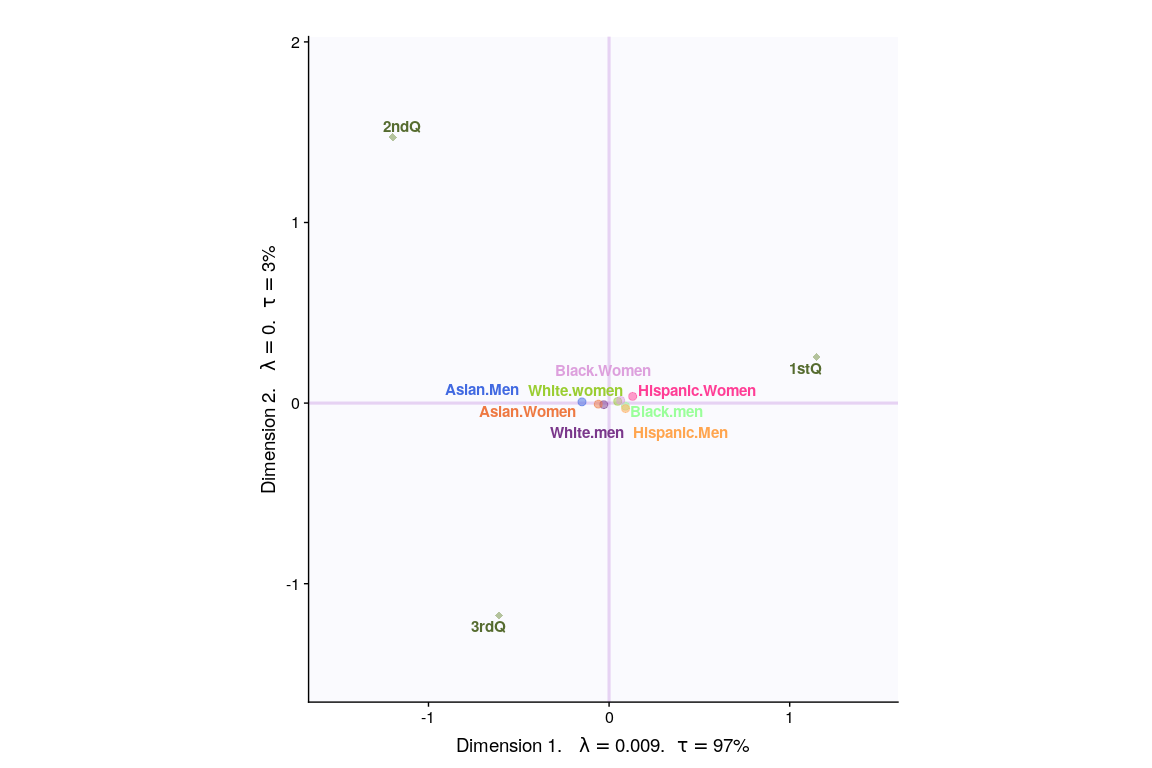 2
2ndQ
1
Dimension 2.   λ = 0.   τ = 3%
1stQ
Black.Women
Asian.Men
White.women
Hispanic.Women
0
Asian.Women
Black.men
White.men
Hispanic.Men
-1
3rdQ
-1
0
1
Dimension 1.   λ = 0.009.   τ = 97%